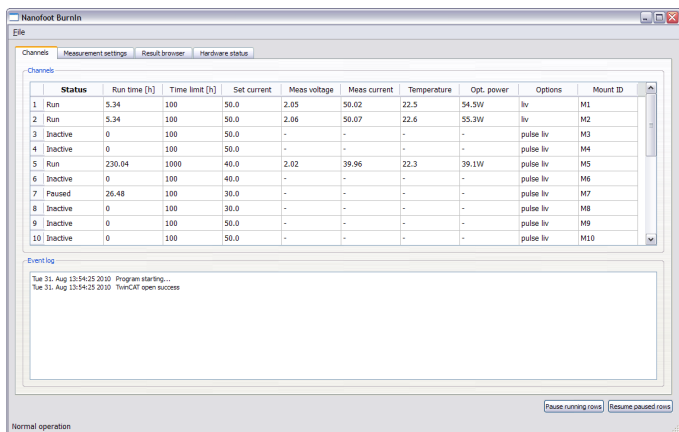 Nanofoot BurnIn
File
Channels Measurement settings Result browser Hardware status
Channels
Status Run time [h] Time limit [h] Set current Meas voltage Meas current Temperature Opt. power Options Mount ID
1 Run 5.34 100 50.0 2.05 50.02 22.5 54.5W liv M1
2 Run 5.34 100 50.0 2.06 50.07 22.6 55.3W liv M2
3 Inactive 0 100 50.0 - - - - pulse liv M3
4 Inactive 0 100 50.0 - - - - pulse liv M4
5 Run 230.04 1000 40.0 2.02 39.96 22.3 39.1W pulse liv M5
6 Inactive 0 100 40.0 - - - - pulse liv M6
7 Paused 26.48 100 30.0 - - - - pulse liv M7
8 Inactive 0 100 30.0 - - - - pulse liv M8
9 Inactive 0 100 50.0 - - - - pulse liv M9
10 Inactive 0 100 50.0 - - - - pulse liv M10
Event log
Tue 31. Aug 13:54:25 2010 Program starting...
Tue 31. Aug 13:54:25 2010 TwinCAT open success
Pause running rows Resume paused rows
Normal operation